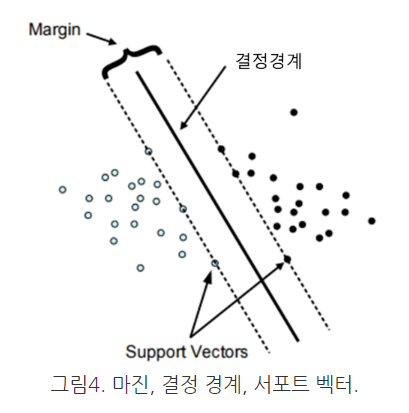 Margin
결정경계
Support Vectors
그림4. 마진, 결정 경계, 서포트 벡터.